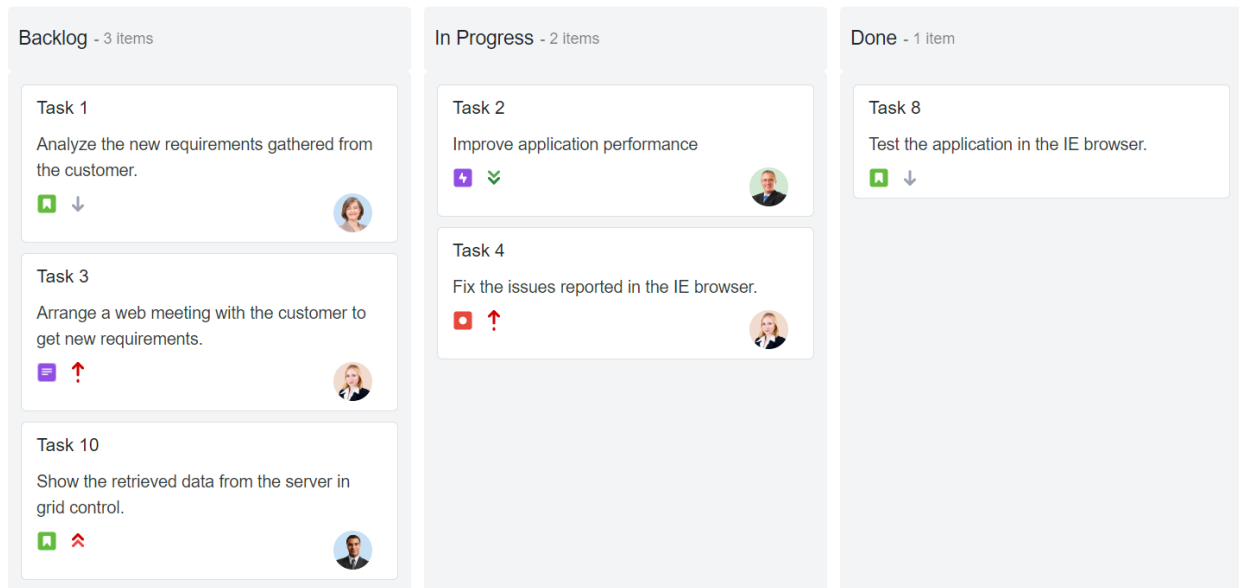 Backlog - 3 items
Task 1
Analyze the new requirements gathered from
the customer.
Task 3
Arrange a web meeting with the customer to
get new requirements.
Task 10
Show the retrieved data from the server in
grid control.
In Progress - 2 items
Task 2
Improve application performance
Task 4
Fix the issues reported in the IE browser.
Done - 1 item
Task 8
Test the application in the IE browser.